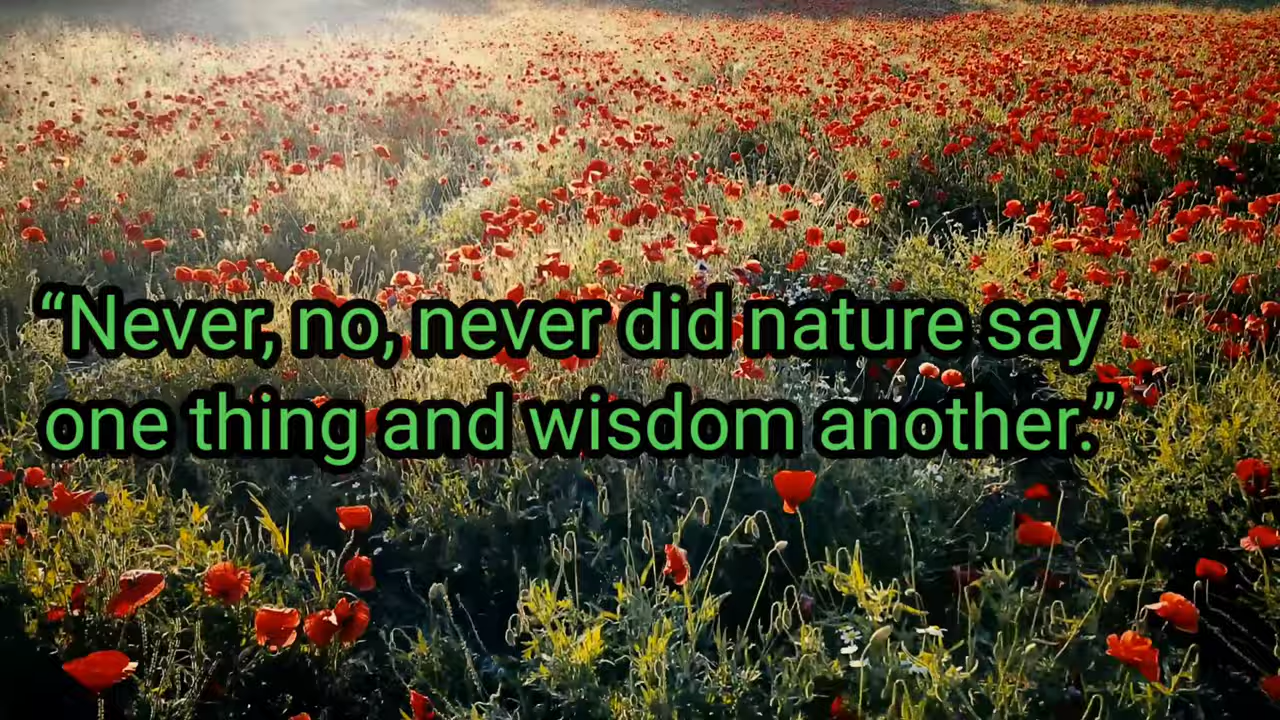 “Never, no, never did nature say
one thing and wisdom another.”